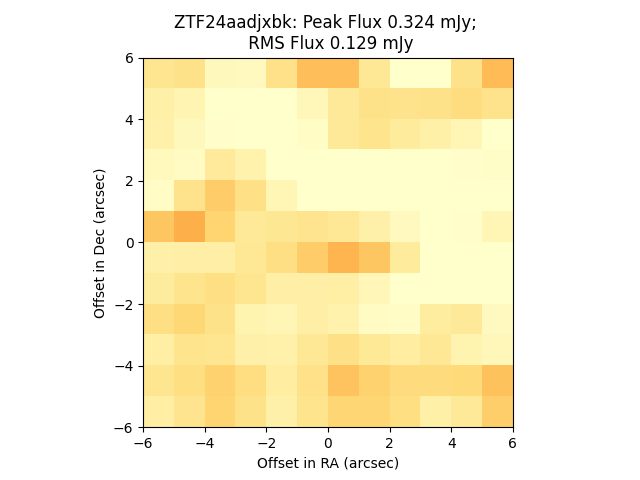 ZTF24aadjxbk: Peak Flux 0.324 mJy;
RMS Flux 0.129 mJy
6
4
2
0
−2
−4
−6
Offset in Dec (arcsec)
−6 −4 −2 0 2 4 6
Offset in RA (arcsec)